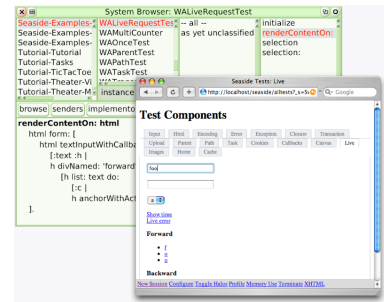 System Browser: WALiveRequestTest
Seaside-Examples-
Seaside-Examples-
Seaside-Examples-
Tutorial-Tutorial
Tutorial-Tasks
Tutorial-TicTacToe
Tutorial-Theater-Vi
Tutorial-Theater-M
WALiveRequestTes
WAMultiCounter
WAOnceTest
WAParentTest
WAPathTest
WATaskTest
instance
-- all --
as yet unclassified
initialize
renderContentOn:
selection
selection:
browse senders implemento
renderContentOn: html
html form: [
html textInputWithCallba
[:text :h |
h divNamed: 'forward'
[h list: text do:
[:c |
h anchorWithAct
].
Seaside Tests: Live
http://localhost/seaside/alltests?_s=Sv
Google
Test Components
Input Html Encoding Error Exception Closure Transaction
Upload Parent Path Task Cookies Callbacks Canvas Live
Images Home Cache
foo
a
Show time
Live error
Forward
f
o
o
Backward
New Session Configure Toggle Halos Profile Memory Use Terminate XHTML